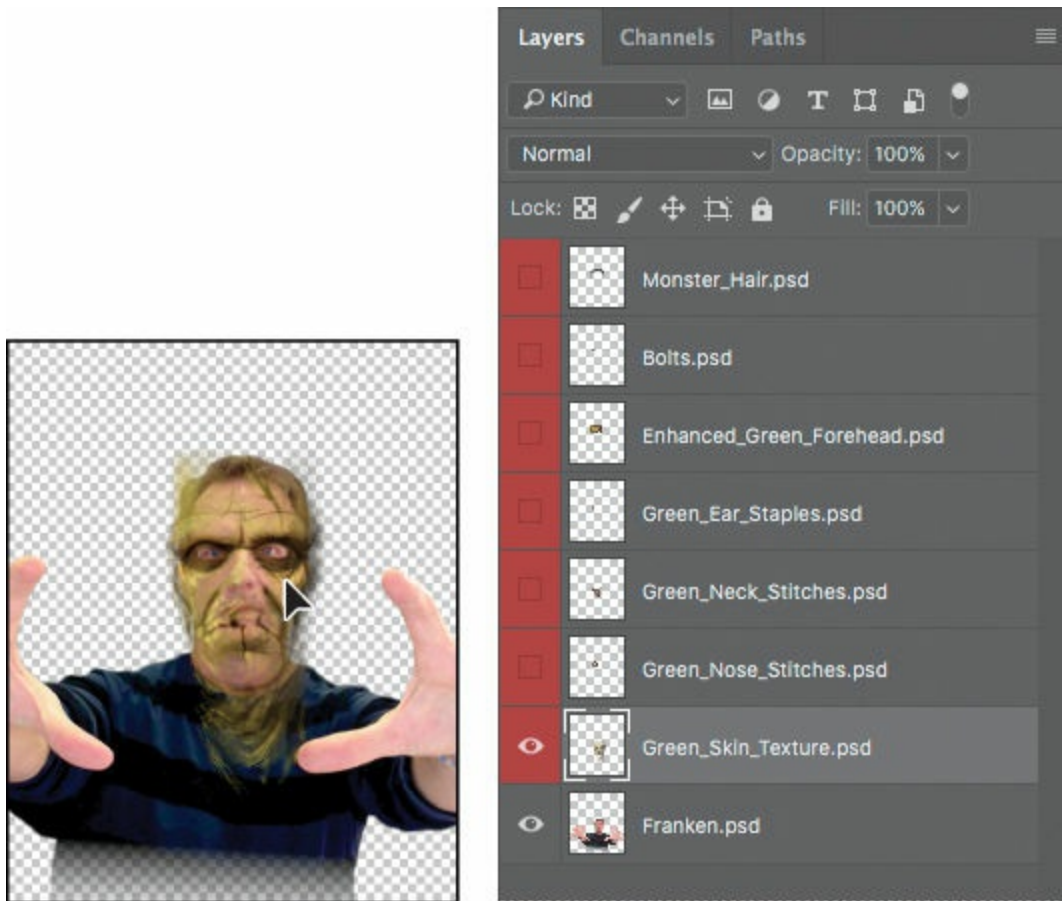 Layers Channels Paths
Kind
Normal Opacity: 100%
Lock: Fill: 100%
Monster_Hair.psd
Bolts.psd
Enhanced_Green_Forehead.psd
Green_Ear_Staples.psd
Green_Neck_Stitches.psd
Green_Nose_Stitches.psd
Green_Skin_Texture.psd
Franken.psd